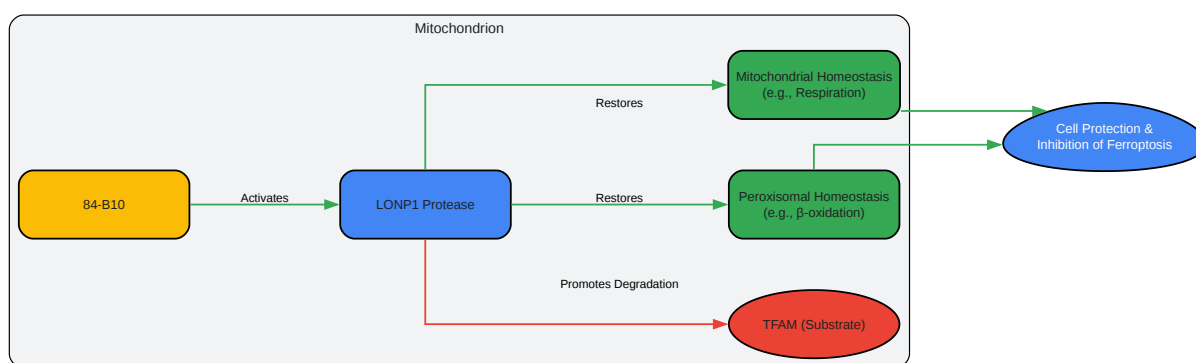 Mitochondrion
Mitochondrial Homeostasis
(e.g., Respiration)
Restores
Cell Protection &
Inhibition of Ferroptosis
84-B10
Activates
LONP1 Protease
Restores
Peroxisomal Homeostasis
(e.g., β-oxidation)
Promotes Degradation
TFAM (Substrate)